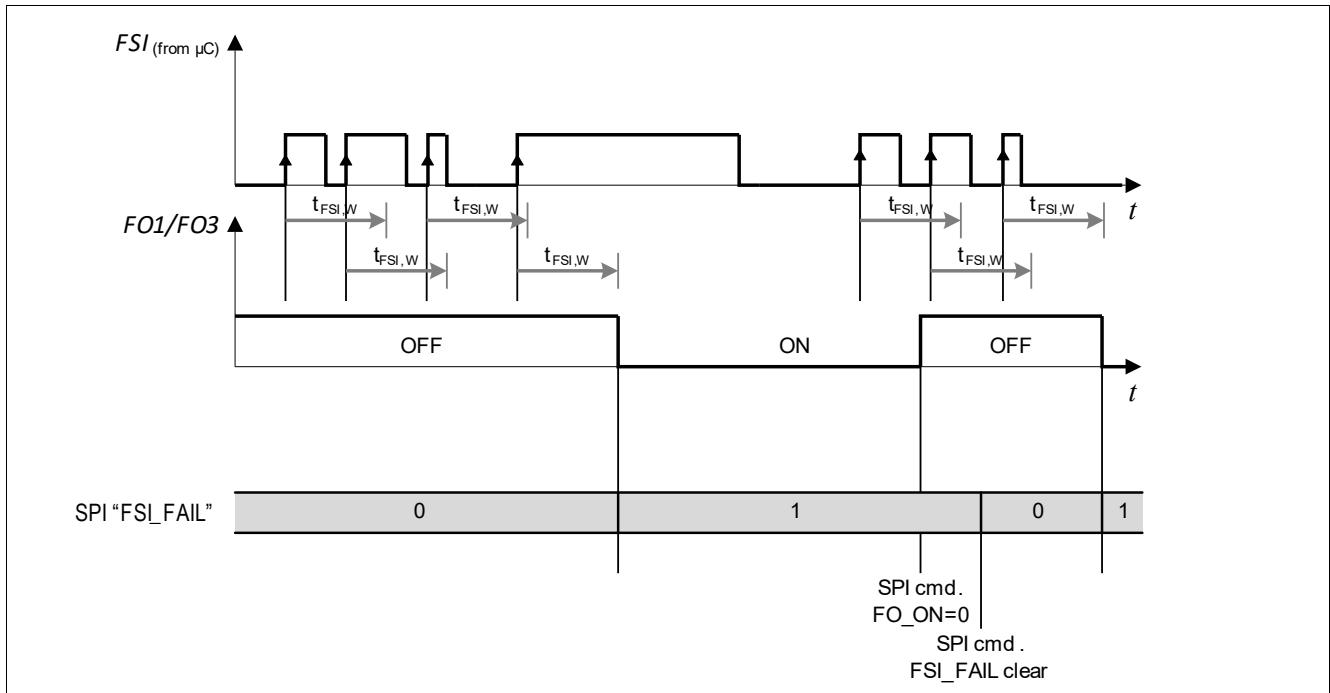 FSI (from µC)
t
tFSI,W
tFSI,W
tFSI,W
tFSI,W
FO1/FO3
tFSI,W
tFSI,W
tFSI,W
OFF
ON
OFF
t
SPI “FSI_FAIL”
0
1
0
1
SPI cmd.
FO_ON=0
SPI cmd .
FSI_FAIL clear